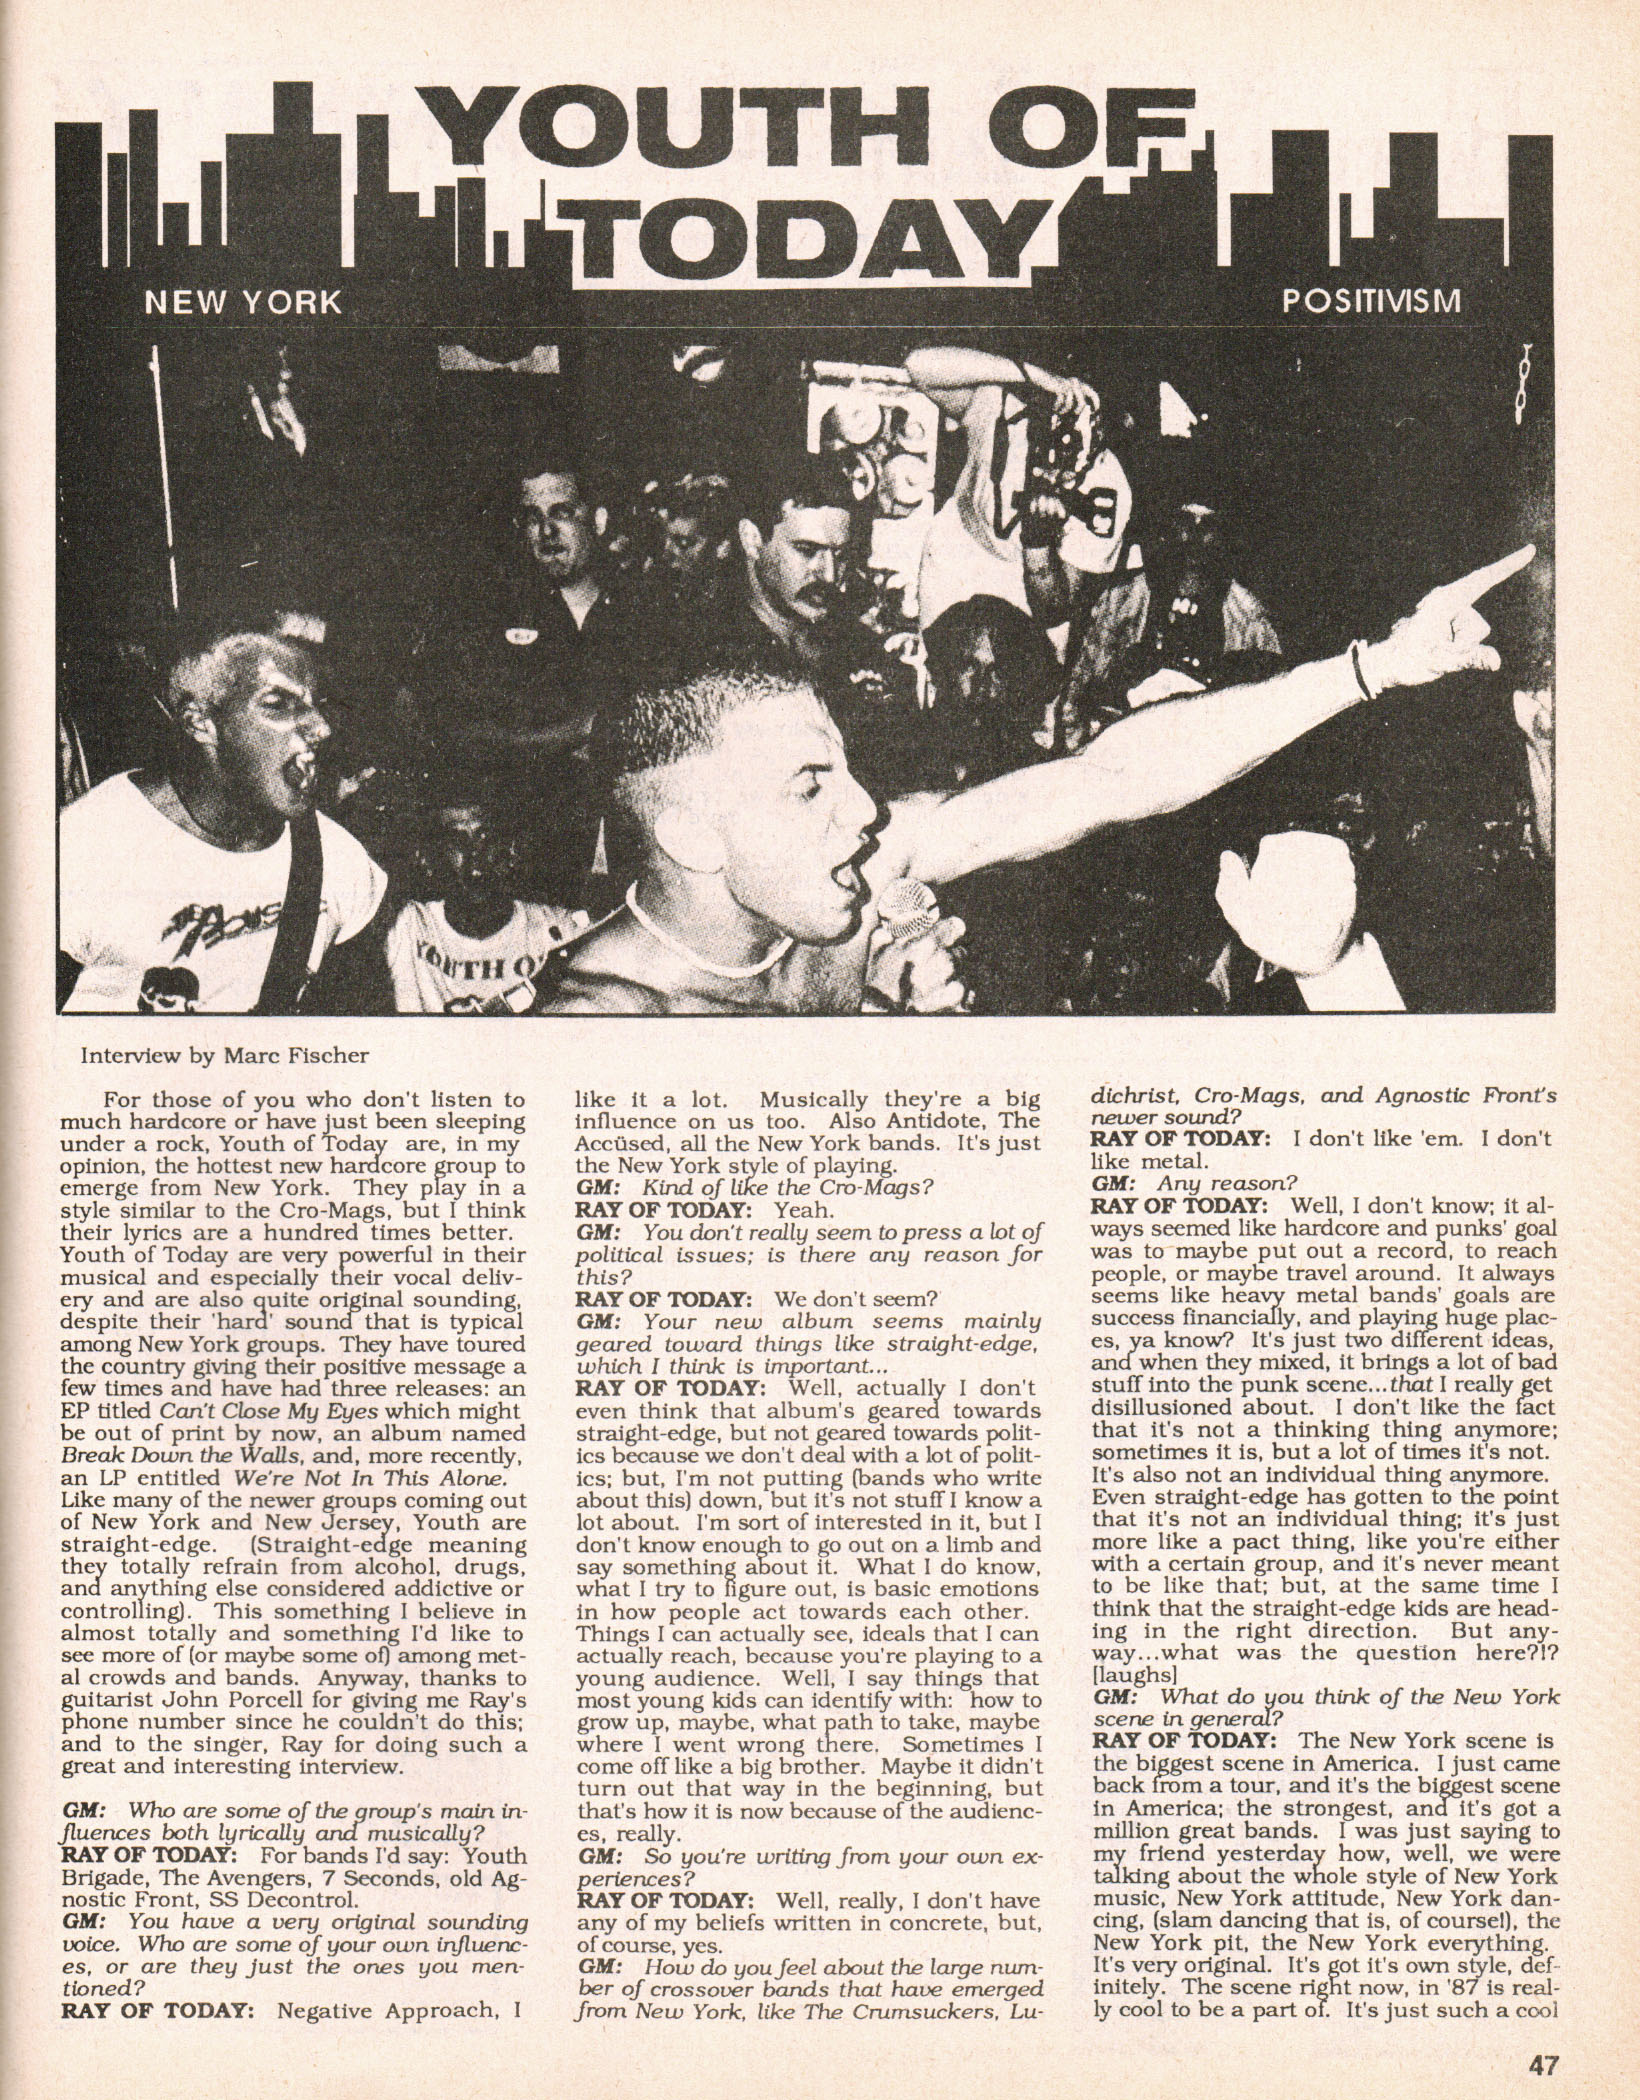 YOUTH OF
TODAY
NEW YORK
POSITIVISM
YOUTH O
Interview by Marc Fischer
For those of you who don't listen to
much hardcore or have just been sleeping
under a rock, Youth of Today are, in my
opinion, the hottest new hardcore group to
emerge from New York. They play in a
style similar to the Cro-Mags, but I think
their lyrics are a hundred times better.
Youth of Today are very powerful in their
musical and especially their vocal deliv-
ery and are also quite original sounding,
despite their 'hard' sound that is typical
among New York groups. They have toured
the country giving their positive message a
few times and have had three releases: an
EP titled Can't Close My Eyes which might
be out of print by now, an album named
Break Down the Walls, and, more recently,
an LP entitled We're Not In This Alone.
Like many of the newer groups coming out
of New York and New Jersey, Youth are
straight-edge. (Straight-edge meaning
they totally refrain from alcohol, drugs,
and anything else considered addictive or
controlling). This something I believe in
almost totally and something I'd like to
see more of (or maybe some of) among met-
al crowds and bands. Anyway, thanks to
guitarist John Porcell for giving me Ray's
phone number since he couldn't do this;
and to the singer, Ray for doing such a
great and interesting interview.
GM: Who are some of the group's main in-
fluences both lyrically and musically?
RAY OF TODAY: For bands I'd say: Youth
Brigade, The Avengers, 7 Seconds, old Ag-
nostic Front, SS Decontrol.
GM: You have a very original sounding
voice. Who are some of your own influenc-
es, or are they just the ones you men-
tioned?
RAY OF TODAY: Negative Approach, I
like it a lot. Musically they're a big
influence on us too. Also Antidote, The
Accüsed, all the New York bands. It's just
the New York style of playing.
GM: Kind of like the Cro-Mags?
RAY OF TODAY: Yeah.
GM: You don't really seem to press a lot of
political issues; is there any reason for
this?
RAY OF TODAY: We don't seem?
GM: Your new album seems mainly
geared toward things like straight-edge,
which I think is important...
RAY OF TODAY: Well, actually I don't
even think that album's geared towards
straight-edge, but not geared towards polit-
ics because we don't deal with a lot of polit-
ics; but, I'm not putting (bands who write
about this) down, but it's not stuff I know a
lot about. I'm sort of interested in it, but I
don't know enough to go out on a limb and
say something about it. What I do know,
what I try to figure out, is basic emotions
in how people act towards each other.
Things I can actually see, ideals that I can
actually reach, because you're playing to a
young audience. Well, I say things that
most young kids can identify with: how to
grow up, maybe, what path to take, maybe
where I went wrong there. Sometimes I
come off like a big brother. Maybe it didn't
turn out that way in the beginning, but
that's how it is now because of the audienc-
es, really.
GM: So you're writing from your own ex-
periences?
RAY OF TODAY: Well, really, I don't have
any of my beliefs written in concrete, but,
of course, yes.
GM: How do you feel about the large num-
ber of crossover bands that have emerged
from New York, like The Crumsuckers, Lu-
dichrist, Cro-Mags, and Agnostic Front's
newer sound?
RAY OF TODAY: I don't like 'em. I don't
like metal.
GM: Any reason?
RAY OF TODAY: Well, I don't know; it al-
ways seemed like hardcore and punks' goal
was to maybe put out a record, to reach
people, or maybe travel around. It always
seems like heavy metal bands' goals are
success financially, and playing huge plac-
es, ya know? It's just two different ideas,
and when they mixed, it brings a lot of bad
stuff into the punk scene...that I really get
disillusioned about. I don't like the fact
that it's not a thinking thing anymore;
sometimes it is, but a lot of times it's not.
It's also not an individual thing anymore.
Even straight-edge has gotten to the point
that it's not an individual thing; it's just
more like a pact thing, like you're either
with a certain group, and it's never meant
to be like that; but, at the same time I
think that the straight-edge kids are head-
ing in the right direction. But any-
way...what was the question here?!?
[laughs]
GM: What do you think of the New York
scene in general?
RAY OF TODAY: The New York scene is
the biggest scene in America. I just came
back from a tour, and it's the biggest scene
in America; the strongest, and it's got a
million great bands. I was just saying to
my friend yesterday how, well, we were
talking about the whole style of New York
music, New York attitude, New York dan-
cing, (slam dancing that is, of course!), the
New York pit, the New York everything.
It's very original. It's got it's own style, def-
initely. The scene right now, in '87 is real-
ly cool to be a part of. It's just such a cool
47